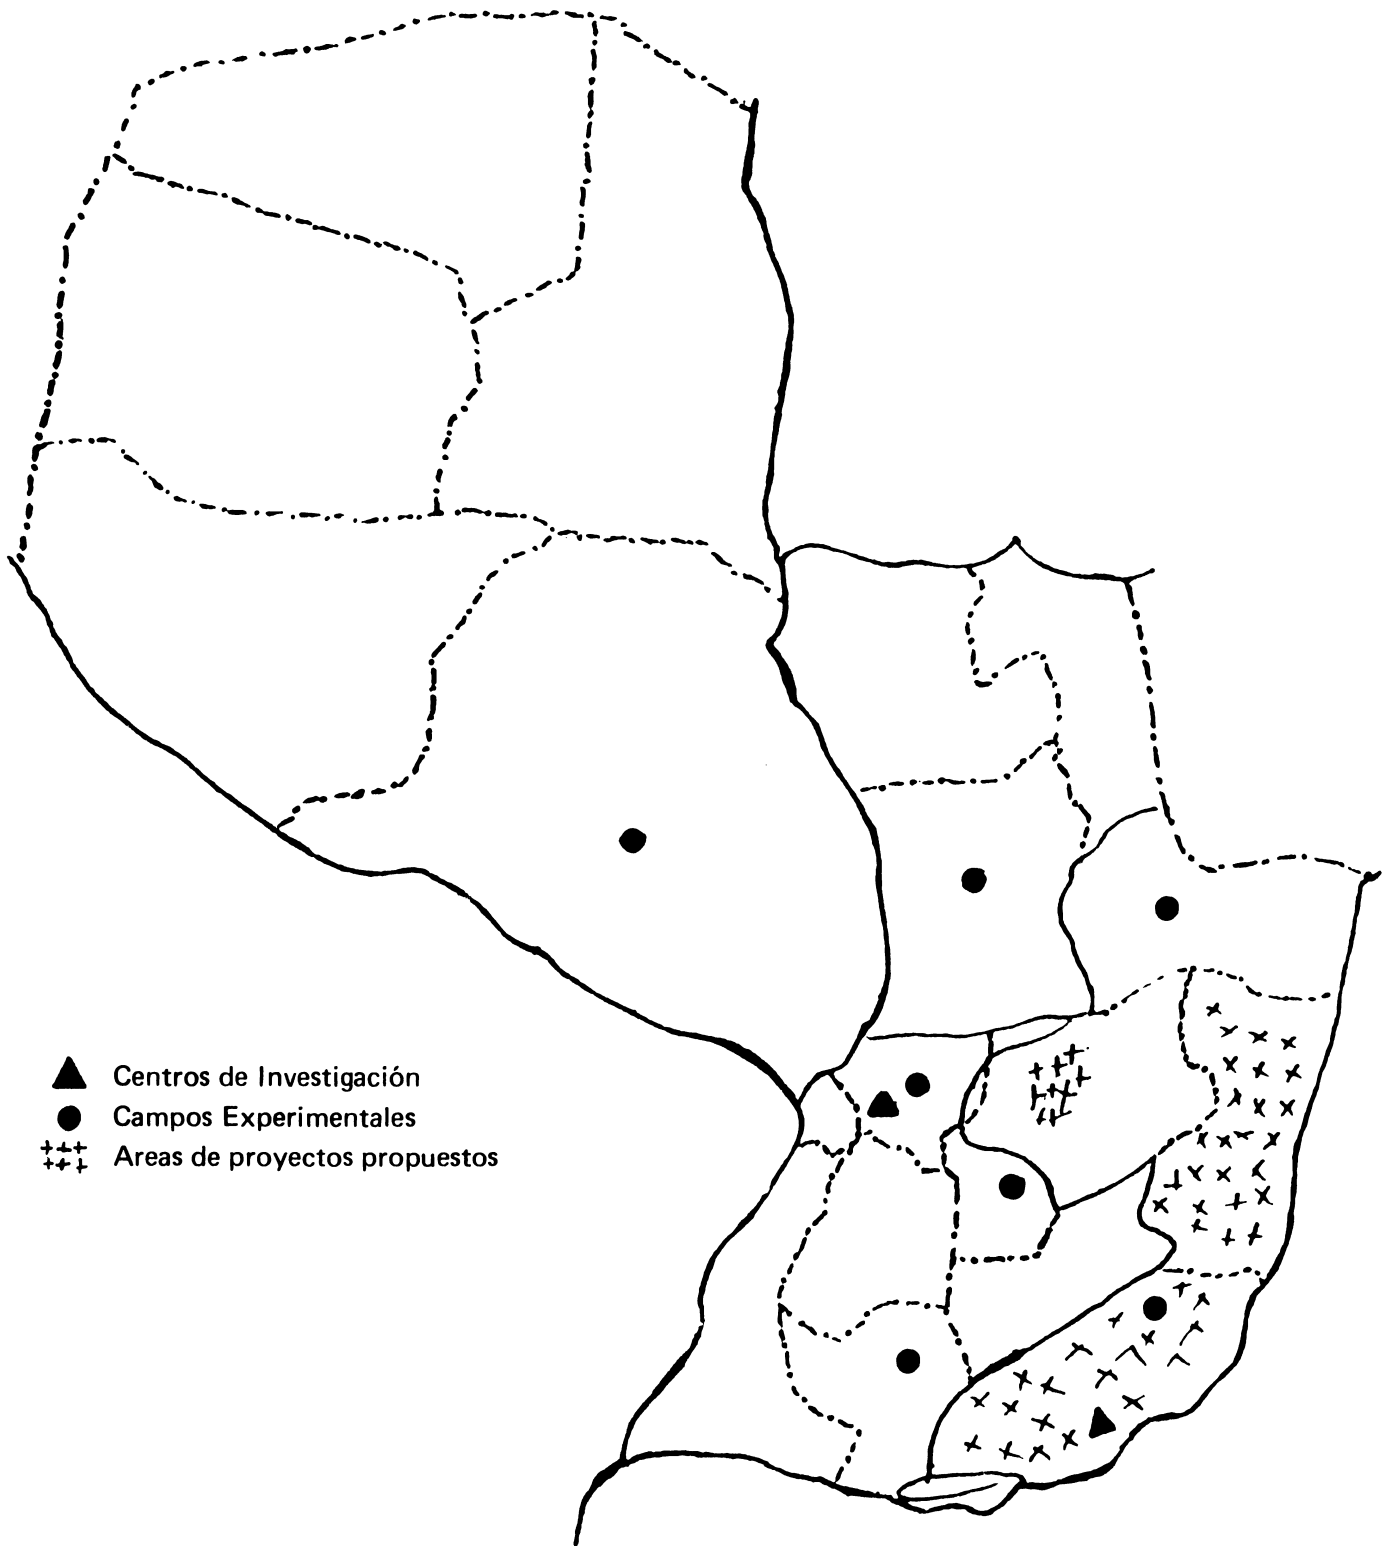 Centros de Investigación
Campos Experimentales
Areas de proyectos propuestos